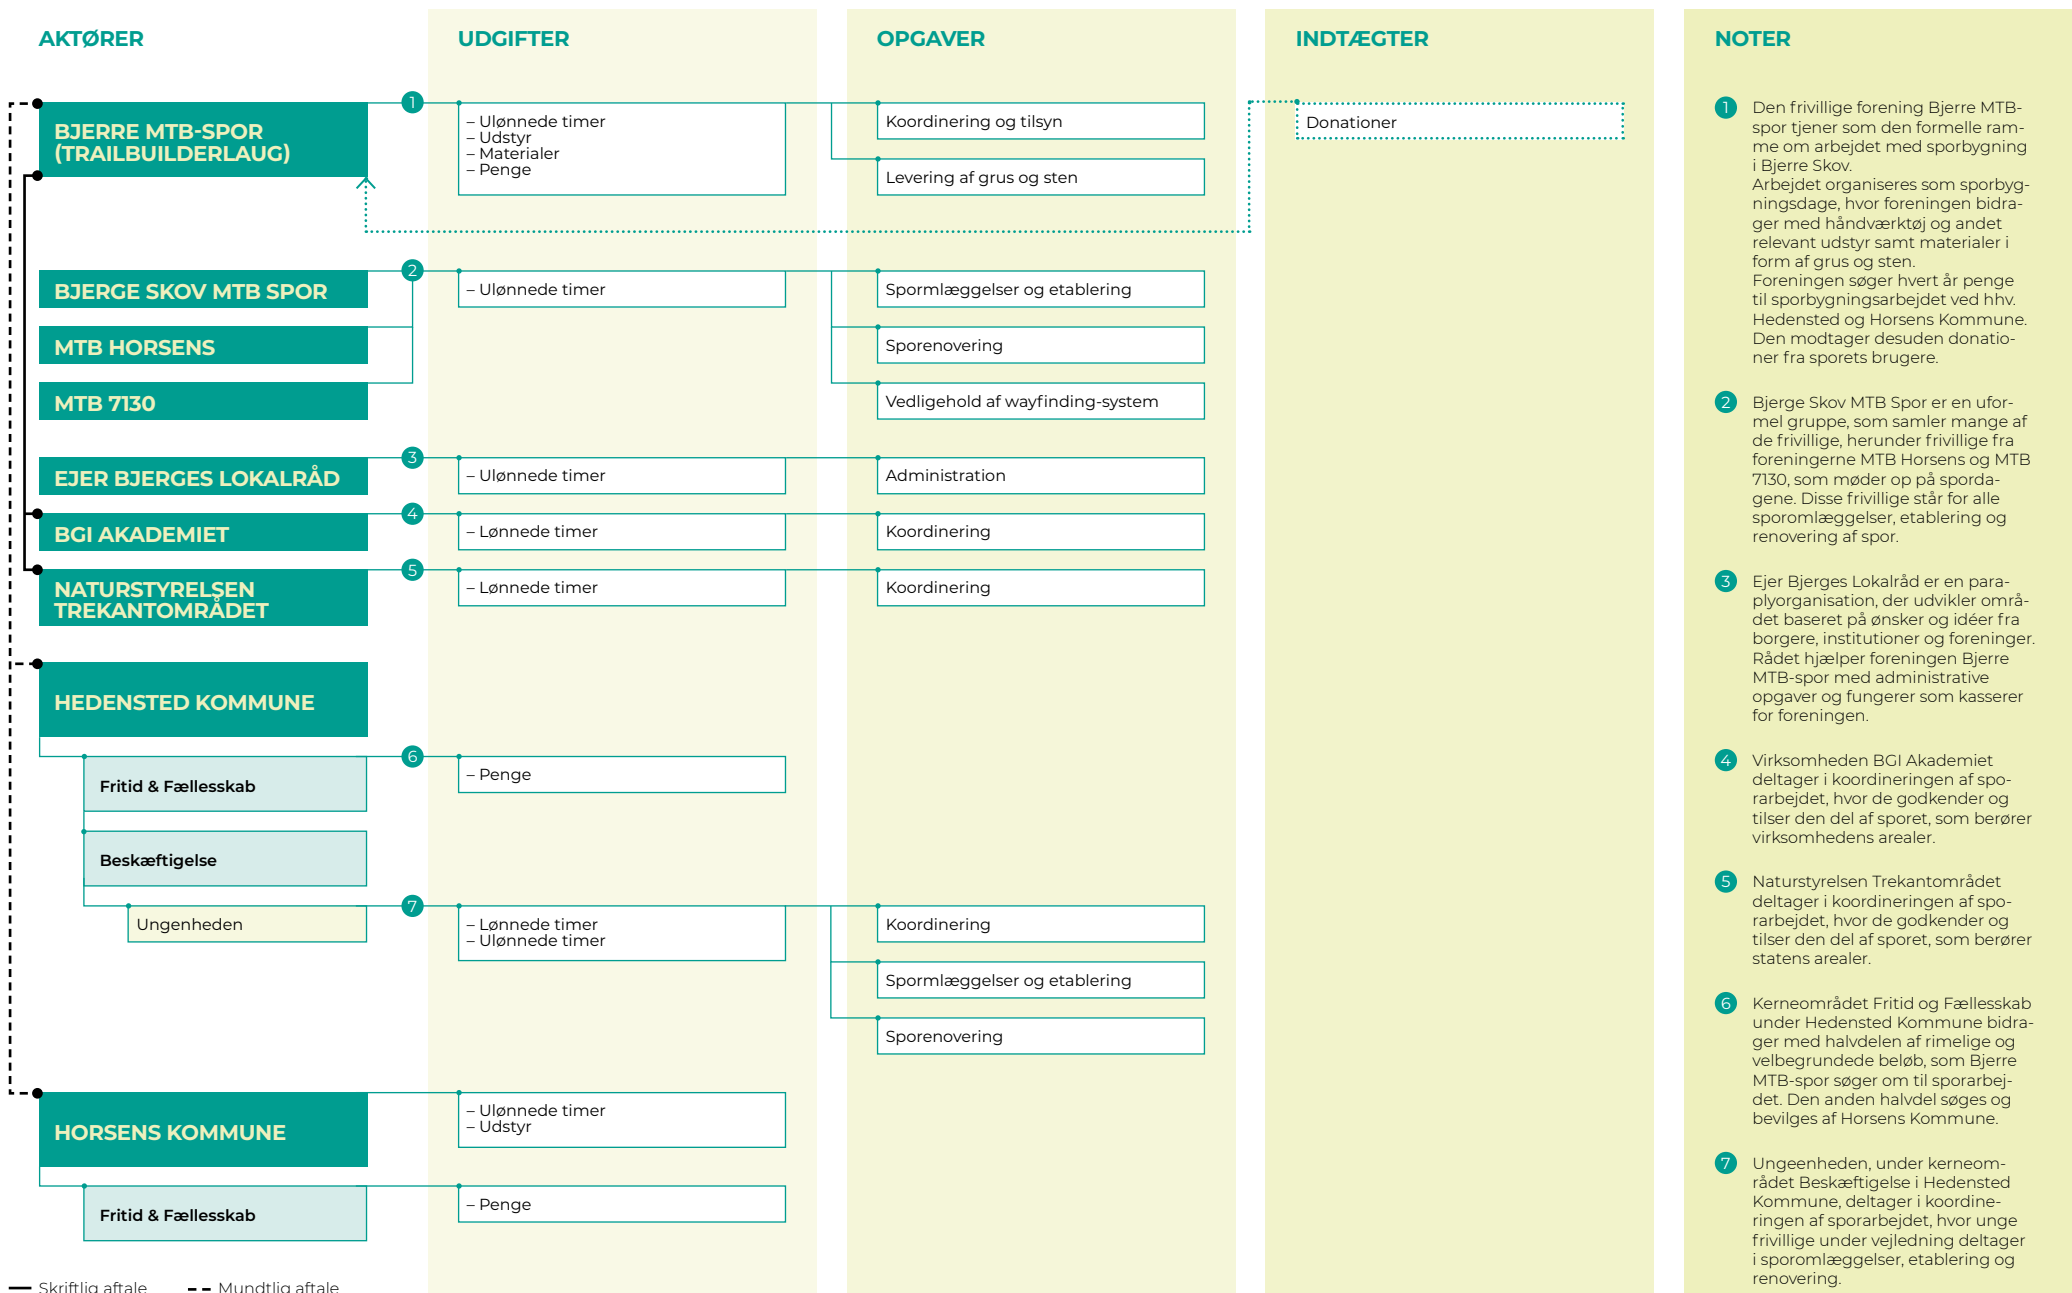 AKTØRER
UDGIFTER
OPGAVER
INDTÆGTER
NOTER
BJERRE MTB-SPOR
(TRAILBUILDERLAUG)
1
– Ulønnede timer
– Udstyr
– Materialer
– Penge
Koordinering og tilsyn
Levering af grus og sten
Donationer
BJERGE SKOV MTB SPOR
MTB HORSENS
MTB 7130
2
– Ulønnede timer
Spormlæggelser og etablering
Sporenovering
Vedligehold af wayfinding-system
EJER BJERGES LOKALRÅD
3
– Ulønnede timer
Administration
BGI AKADEMIET
4
– Lønnede timer
Koordinering
NATURSTYRELSEN
TREKANTOMRÅDET
5
– Lønnede timer
Koordinering
HEDENSTED KOMMUNE
Fritid & Fællesskab
6
– Penge
Beskæftigelse
Ungenheden
7
– Lønnede timer
– Ulønnede timer
Koordinering
Spormlæggelser og etablering
Sporenovering
HORSENS KOMMUNE
– Ulønnede timer
– Udstyr
Fritid & Fællesskab
– Penge
Skriftlig aftale
Mundtlig aftale
1 Den frivillige forening Bjerre MTB-
spor tjener som den formelle ram-
me om arbejdet med sporbygning
i Bjerre Skov.
Arbejdet organiseres som sporbyg-
ningsdage, hvor foreningen bidra-
ger med håndværktøj og andet
relevant udstyr samt materialer i
form af grus og sten.
Foreningen søger hvert år penge
til sporbygningsarbejdet ved hhv.
Hedensted og Horsens Kommune.
Den modtager desuden donatio-
ner fra sporets brugere.
2 Bjerge Skov MTB Spor er en ufor-
mel gruppe, som samler mange af
de frivillige, herunder frivillige fra
foreningerne MTB Horsens og MTB
7130, som møder op på sporda-
gene. Disse frivillige står for alle
sporomlæggelser, etablering og
renovering af spor.
3 Ejer Bjerges Lokalråd er en para-
plyorganisation, der udvikler områ-
det baseret på ønsker og idéer fra
borgere, institutioner og foreninger.
Rådet hjælper foreningen Bjerre
MTB-spor med administrative
opgaver og fungerer som kasserer
for foreningen.
4 Virksomheden BGI Akademiet
deltager i koordineringen af spo-
rarbejdet, hvor de godkender og
tilser den del af sporet, som berører
virksomhedens arealer.
5 Naturstyrelsen Trekantområdet
deltager i koordineringen af spo-
rarbejdet, hvor de godkender og
tilser den del af sporet, som berører
statens arealer.
6 Kerneområdet Fritid og Fællesskab
under Hedensted Kommune bidra-
ger med halvdelen af rimelige og
velbegrundede beløb, som Bjerre
MTB-spor søger om til sporarbej-
det. Den anden halvdel søges og
bevilges af Horsens Kommune.
7 Ungeenheden, under kerneom-
rådet Beskæftigelse i Hedensted
Kommune, deltager i koordine-
ringen af sporarbejdet, hvor unge
frivillige under vejledning deltager
i sporomlæggelser, etablering og
renovering.